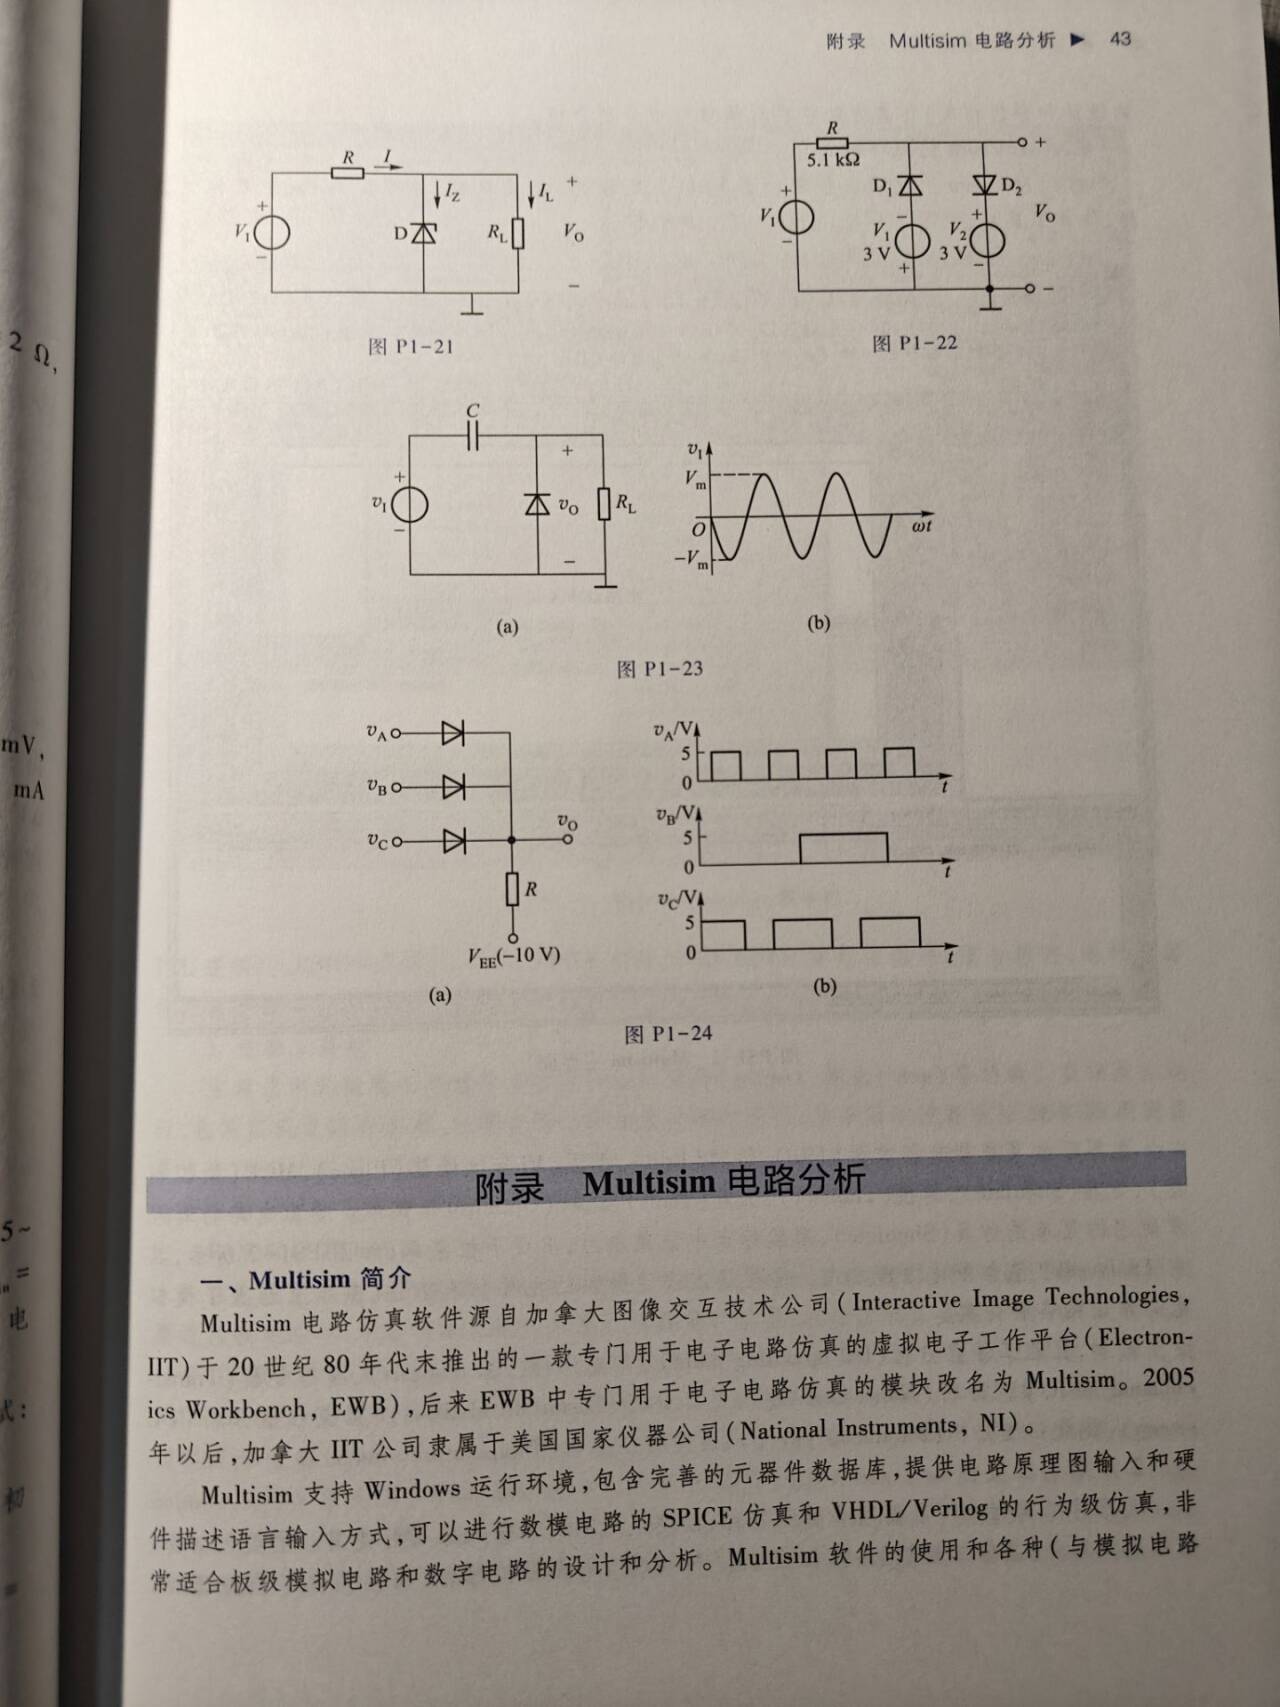 附录 Multisim 电路分析 ▶ 43
R I
I_Z I_L +
+ V_I −
D R_L V_O
−
图 P1-21
R
5.1 kΩ
+
D_1 D_2
+ V_I −
− V_1 3 V +
+ V_2 3 V −
V_O
−
图 P1-22
C
+ v_I −
+ v_O −
R_L
(a)
v_I
V_m
O ωt
−V_m
(b)
图 P1-23
v_A
v_B
v_C v_O
R
V_EE(−10 V)
(a)
v_A/V
5
0 t
v_B/V
5
0 t
v_C/V
5
0 t
(b)
图 P1-24
附录 Multisim 电路分析
一、Multisim 简介
Multisim 电路仿真软件源自加拿大图像交互技术公司(Interactive Image Technologies,
IIT)于 20 世纪 80 年代末推出的一款专门用于电子电路仿真的虚拟电子工作平台(Electron-
ics Workbench, EWB),后来 EWB 中专门用于电子电路仿真的模块改名为 Multisim。2005
年以后,加拿大 IIT 公司隶属于美国国家仪器公司(National Instruments, NI)。
Multisim 支持 Windows 运行环境,包含完善的元器件数据库,提供电路原理图输入和硬
件描述语言输入方式,可以进行数模电路的 SPICE 仿真和 VHDL/Verilog 的行为级仿真,非
常适合板级模拟电路和数字电路的设计和分析。Multisim 软件的使用和各种(与模拟电路
2 Ω,
mV,
mA
5~
=
电
式:
初
=